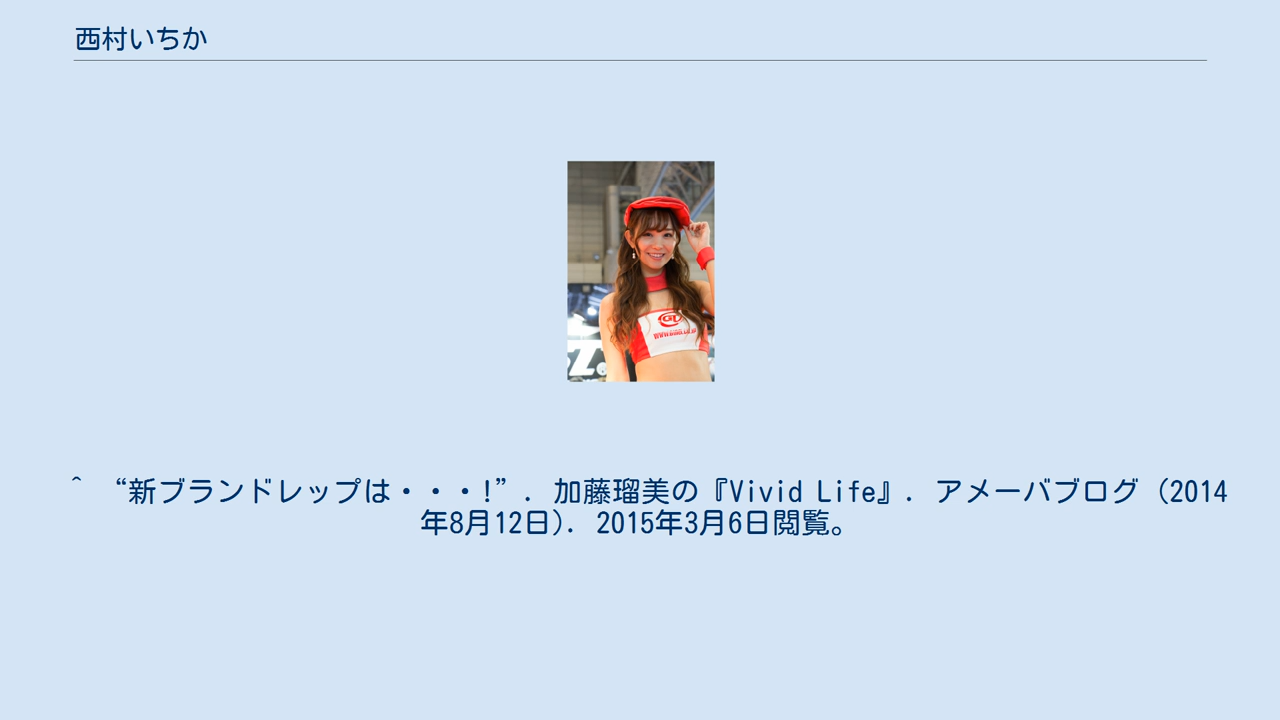 西村いちか
^ “新ブランドレップは・・・!”. 加藤瑠美の『Vivid Life』. アメーバブログ (2014
年8月12日). 2015年3月6日閲覧。